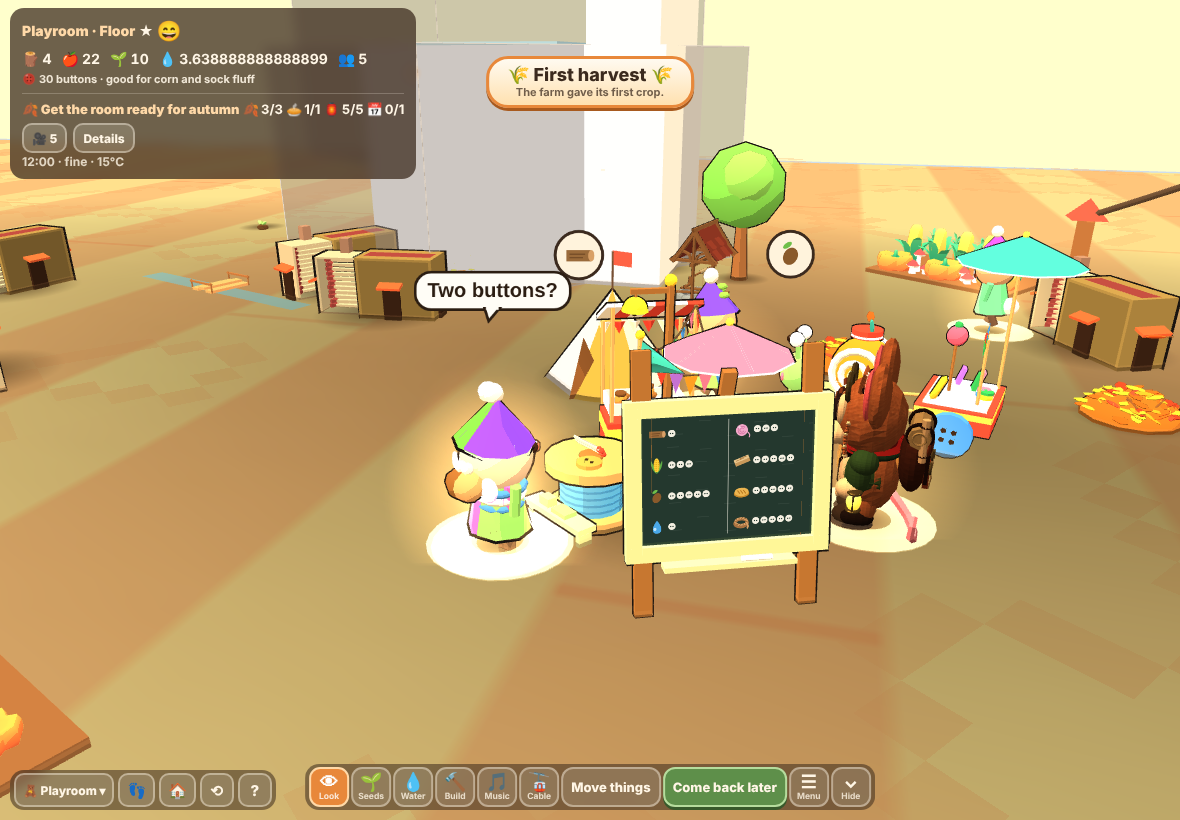 Playroom · Floor ★
4 22 10 3.638888888888899 5
30 buttons · good for corn and sock fluff
Get the room ready for autumn 3/3 1/1 5/5 0/1
5 Details
12:00 · fine · 15°C
First harvest
The farm gave its first crop.
Two buttons?
Playroom ▾
?
Look
Seeds
Water
Build
Music
Cable
Move things
Come back later
Menu
Hide